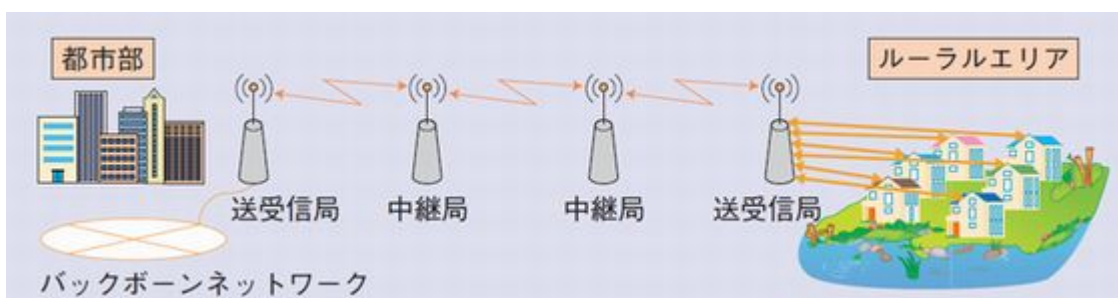 都市部
ルーラルエリア
送受信局
中継局
中継局
送受信局
バックボーンネットワーク